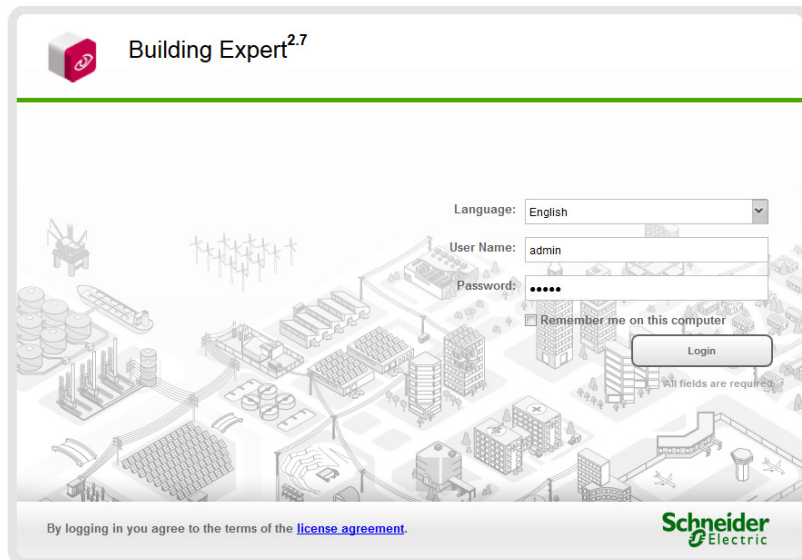 Building Expert2.7
Language: English
User Name: admin
Password: •••••
Remember me on this computer
Login
All fields are required
By logging in you agree to the terms of the license agreement.
Schneider
Electric